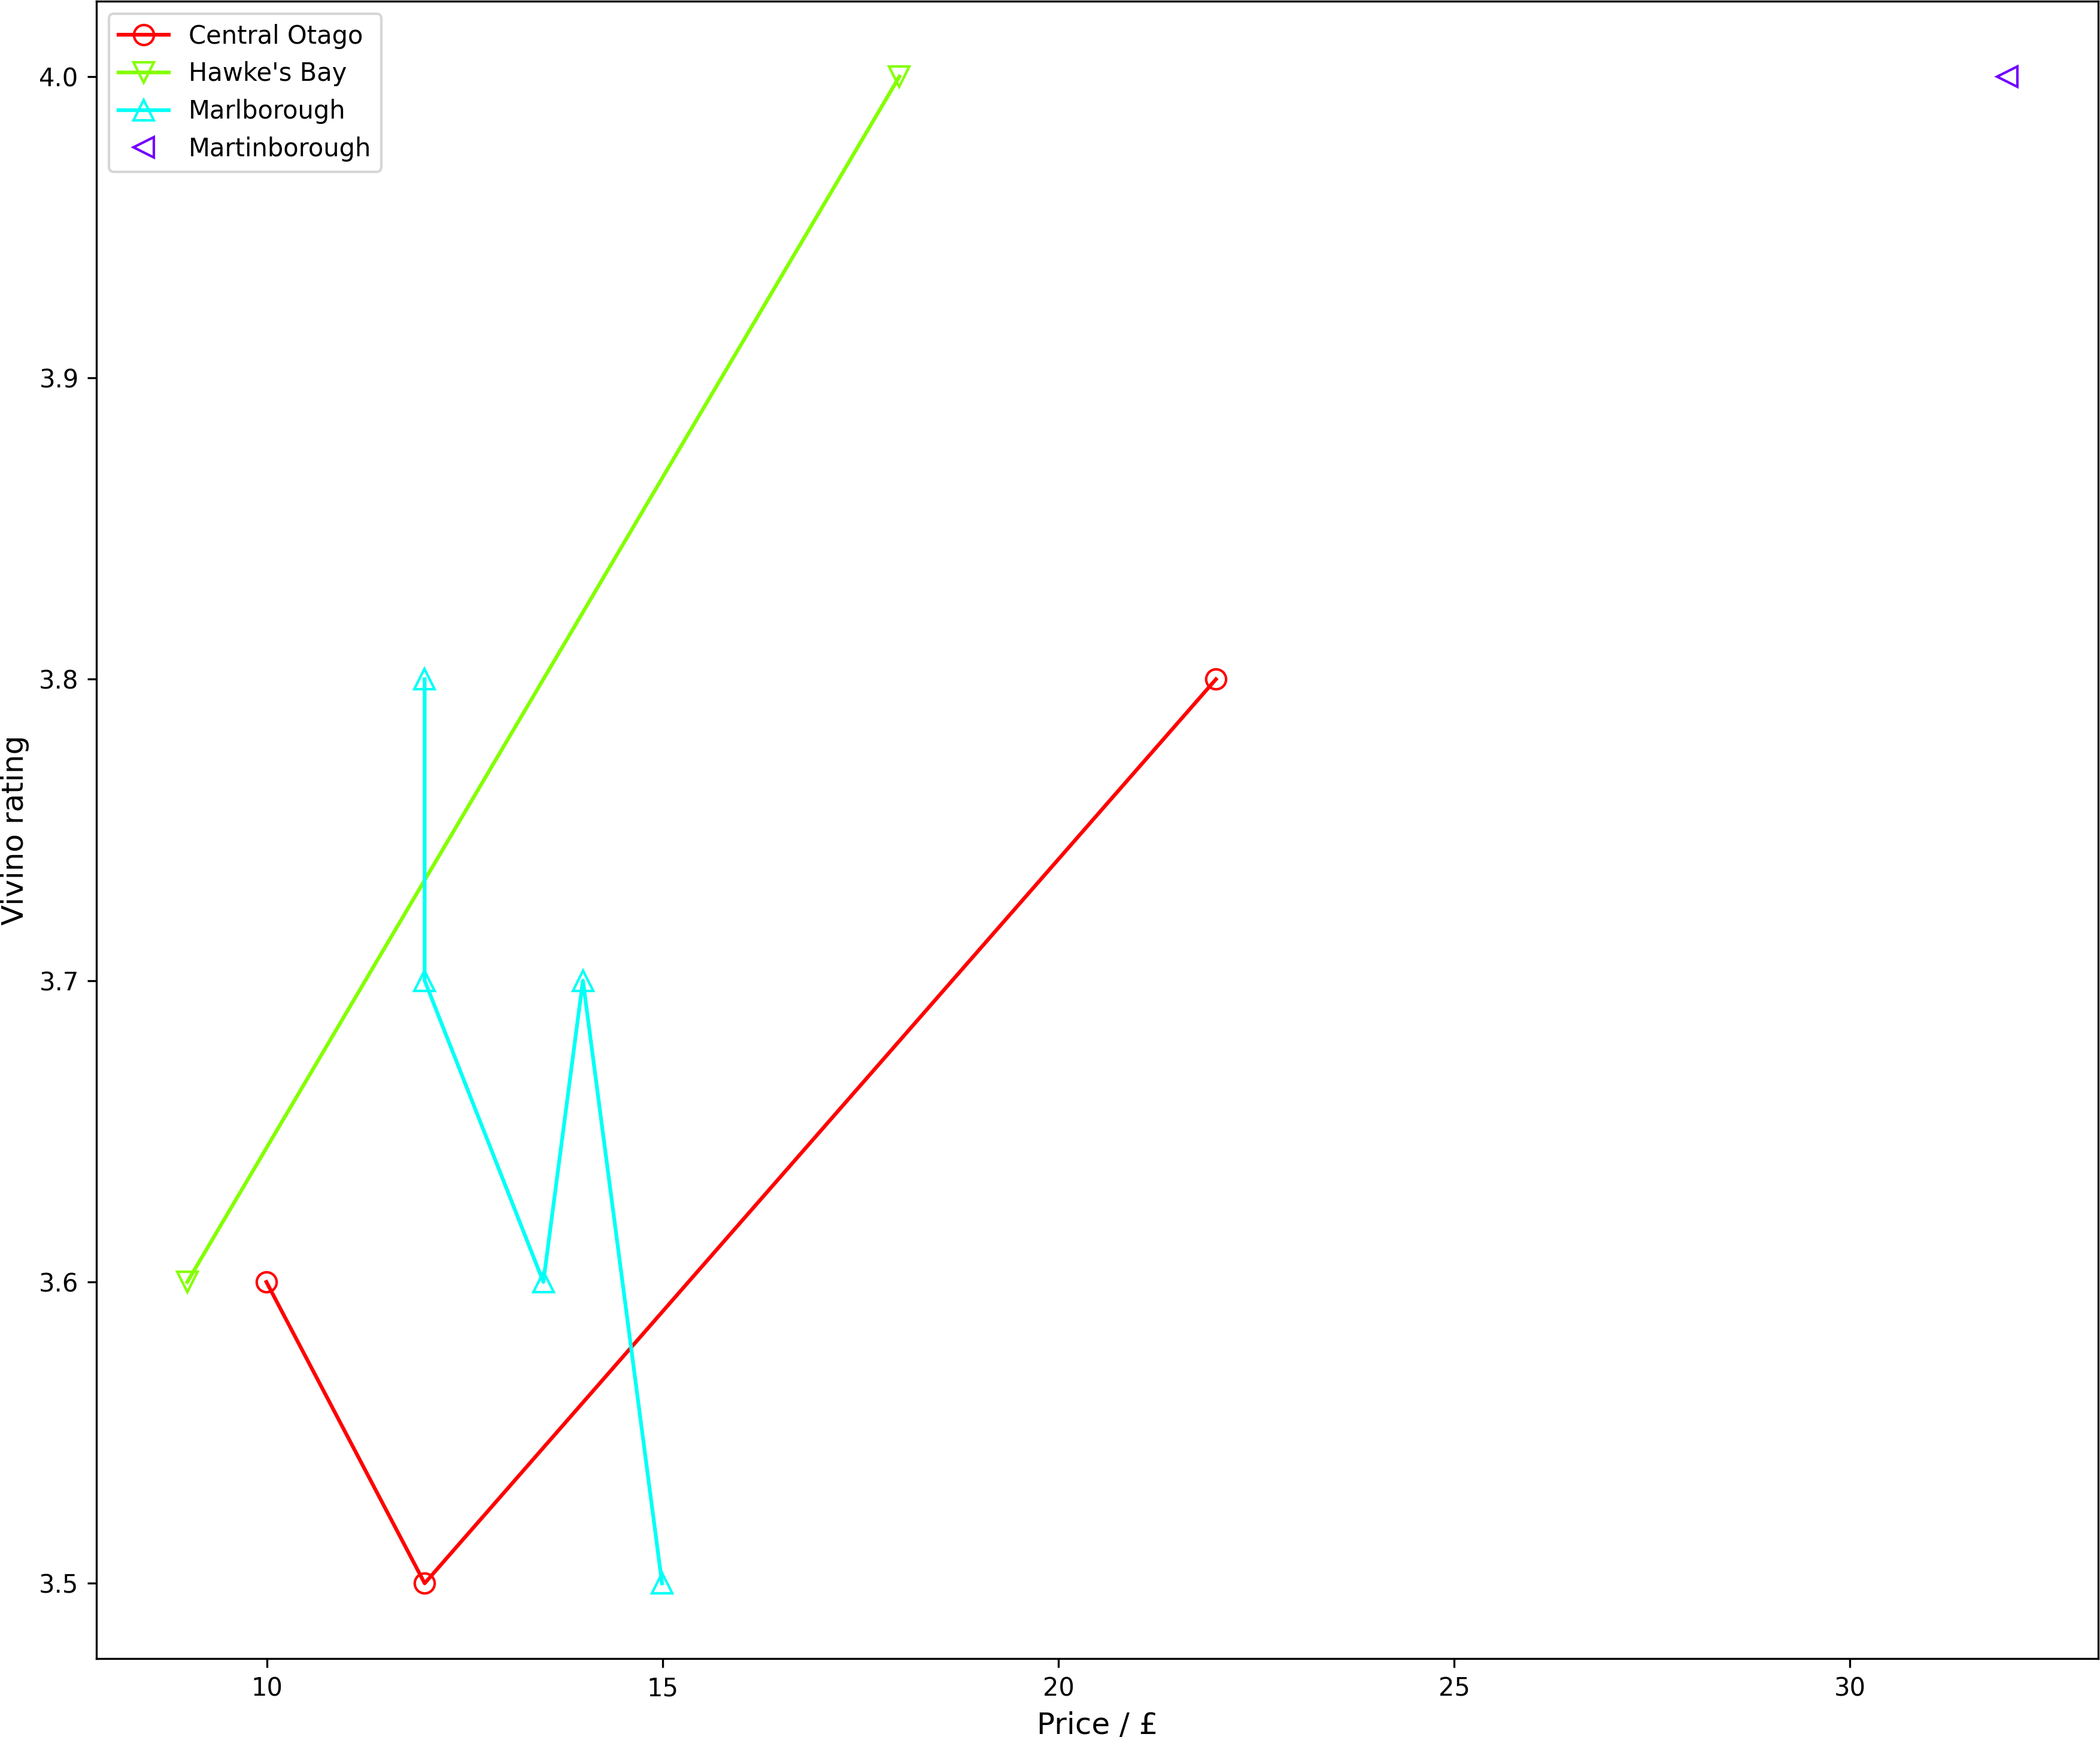 Central Otago
Hawke's Bay
Marlborough
Martinborough
4.0
3.9
3.8
3.7
3.6
3.5
Vivino rating
10 15 20 25 30
Price / £